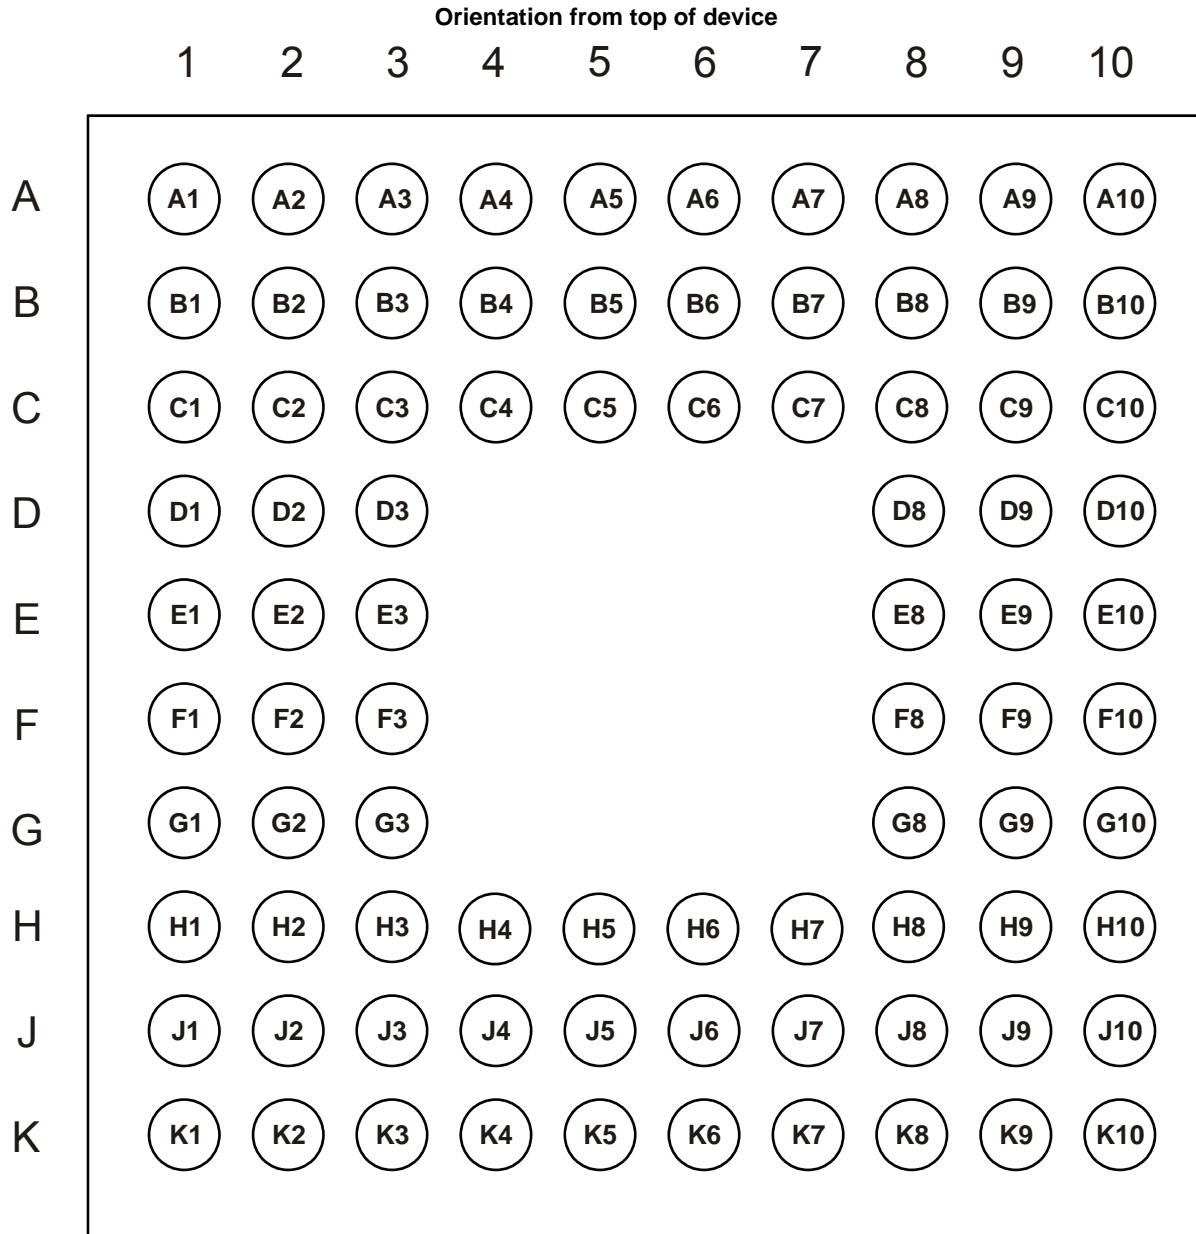 Orientation from top of device
1 2 3 4 5 6 7 8 9 10
A A1 A2 A3 A4 A5 A6 A7 A8 A9 A10
B B1 B2 B3 B4 B5 B6 B7 B8 B9 B10
C C1 C2 C3 C4 C5 C6 C7 C8 C9 C10
D D1 D2 D3 D8 D9 D10
E E1 E2 E3 E8 E9 E10
F F1 F2 F3 F8 F9 F10
G G1 G2 G3 G8 G9 G10
H H1 H2 H3 H4 H5 H6 H7 H8 H9 H10
J J1 J2 J3 J4 J5 J6 J7 J8 J9 J10
K K1 K2 K3 K4 K5 K6 K7 K8 K9 K10